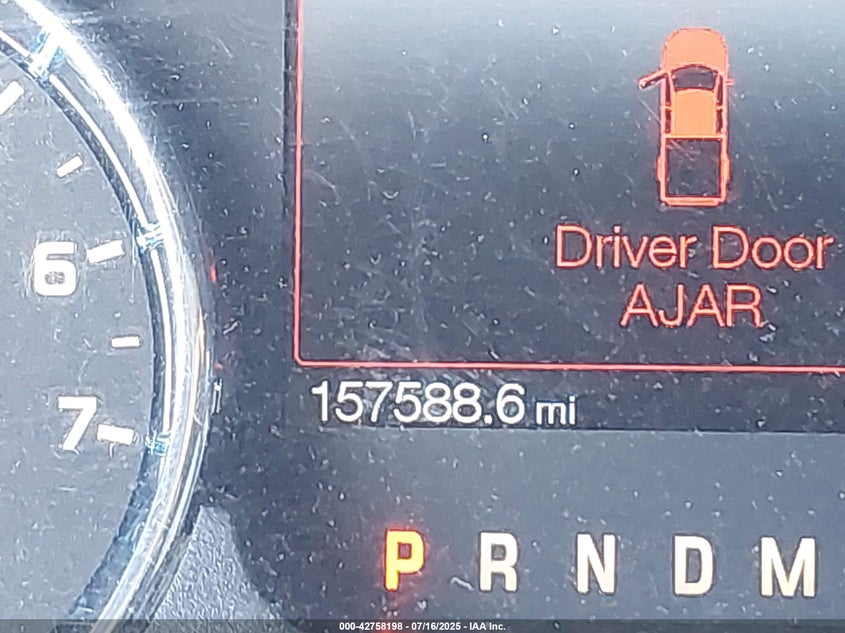 Driver Door
AJAR
6
7
157588.6 mi
P R N D M
000-42758198 - 07/16/2025 - IAA Inc.